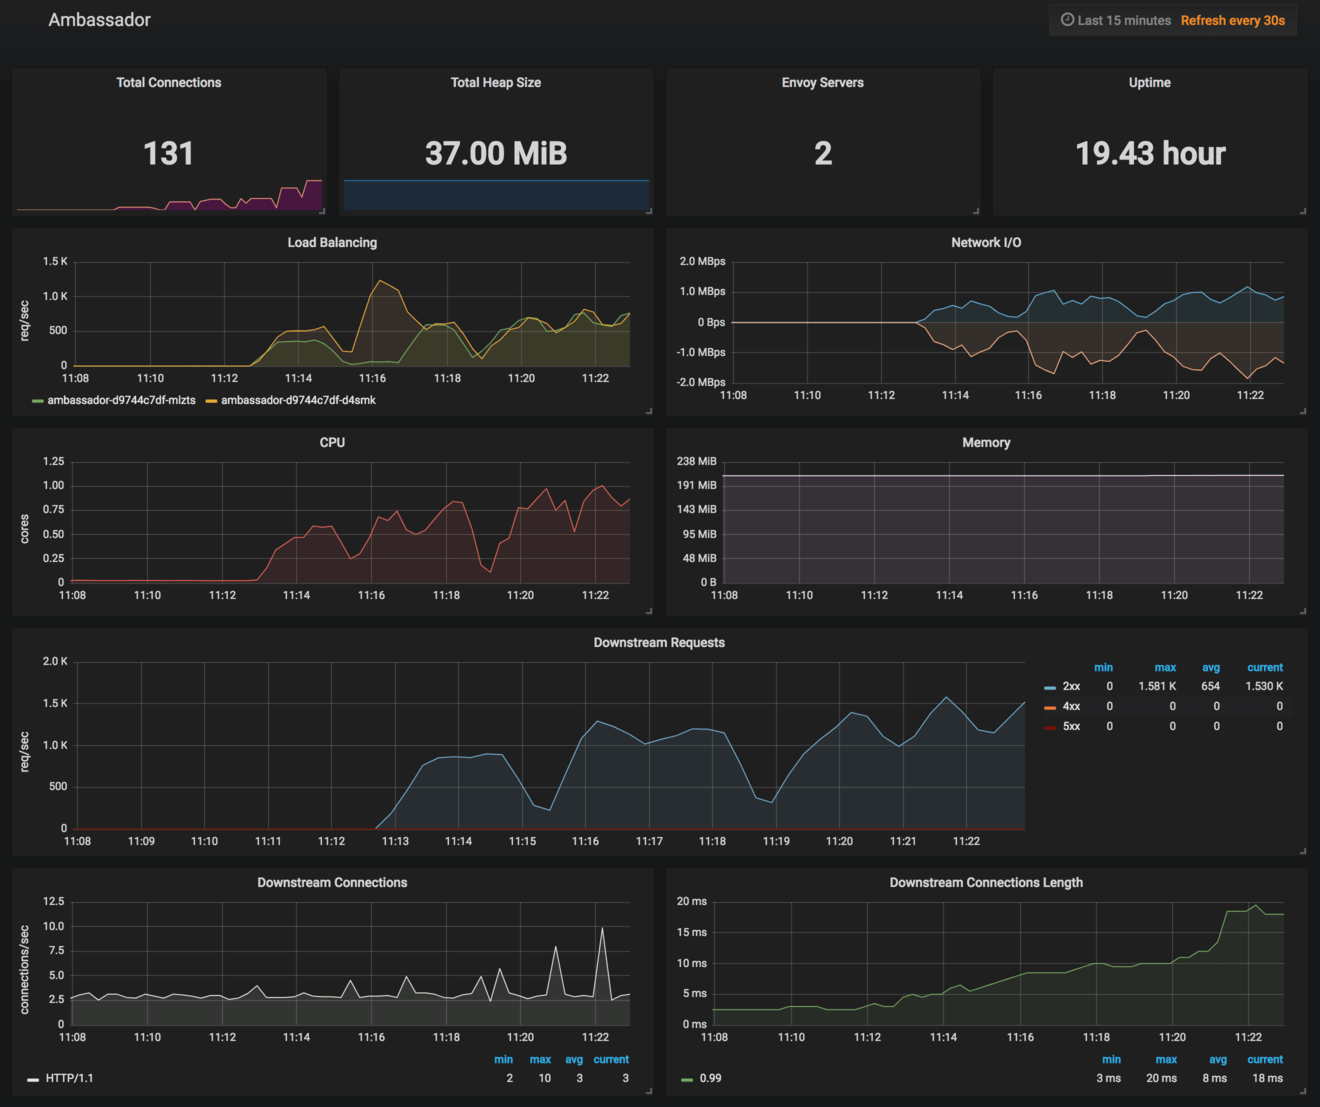 Ambassador
Last 15 minutes Refresh every 30s
Total Connections
131
Total Heap Size
37.00 MiB
Envoy Servers
2
Uptime
19.43 hour
Load Balancing
req/sec
1.5 K
1.0 K
500
0
11:08 11:10 11:12 11:14 11:16 11:18 11:20 11:22
ambassador-d9744c7df-mlzts ambassador-d9744c7df-d4smk
Network I/O
2.0 MBps
1.0 MBps
0 Bps
-1.0 MBps
-2.0 MBps
11:08 11:10 11:12 11:14 11:16 11:18 11:20 11:22
CPU
cores
1.25
1.00
0.75
0.50
0.25
0
11:08 11:10 11:12 11:14 11:16 11:18 11:20 11:22
Memory
238 MiB
191 MiB
143 MiB
95 MiB
48 MiB
0 B
11:08 11:10 11:12 11:14 11:16 11:18 11:20 11:22
Downstream Requests
req/sec
2.0 K
1.5 K
1.0 K
500
0
11:08 11:09 11:10 11:11 11:12 11:13 11:14 11:15 11:16 11:17 11:18 11:19 11:20 11:21 11:22
min max avg current
2xx 0 1.581 K 654 1.530 K
4xx 0 0 0 0
5xx 0 0 0 0
Downstream Connections
connections/sec
12.5
10.0
7.5
5.0
2.5
0
11:08 11:10 11:12 11:14 11:16 11:18 11:20 11:22
min max avg current
HTTP/1.1 2 10 3 3
Downstream Connections Length
20 ms
15 ms
10 ms
5 ms
0 ms
11:08 11:10 11:12 11:14 11:16 11:18 11:20 11:22
min max avg current
0.99 3 ms 20 ms 8 ms 18 ms